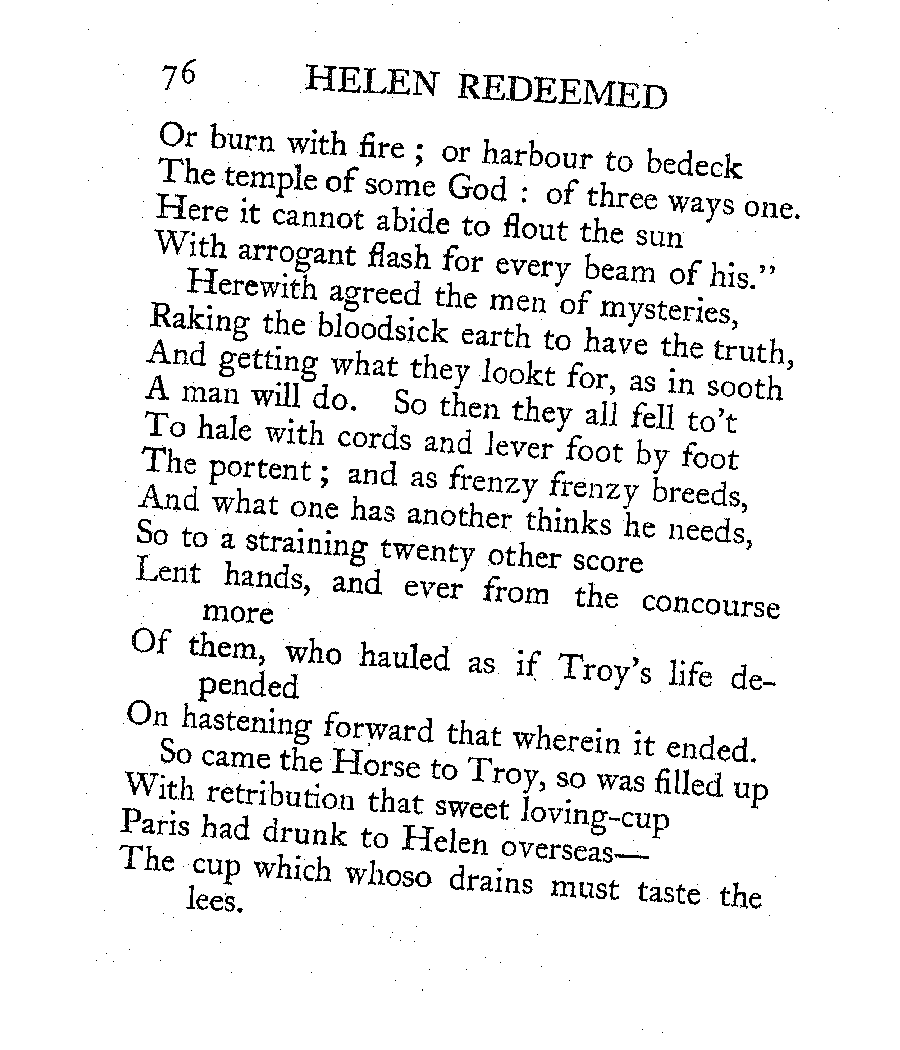 76 HELEN REDEEMED
Or burn with fire ; or harbour to bedeck
The temple of some God : of three ways one.
Here it cannot abide to flout the sun
With arrogant flash for every beam of his.”
Herewith agreed the men of mysteries,
Raking the bloodsick earth to have the truth,
And getting what they lookt for, as in sooth
A man will do. So then they all fell to’t
To hale with cords and lever foot by foot
The portent ; and as frenzy frenzy breeds,
And what one has another thinks he needs,
So to a straining twenty other score
Lent hands, and ever from the concourse
more
Of them, who hauled as if Troy’s life de-
pended
On hastening forward that wherein it ended.
So came the Horse to Troy, so was filled up
With retribution that sweet loving-cup
Paris had drunk to Helen overseas—
The cup which whoso drains must taste the
lees.